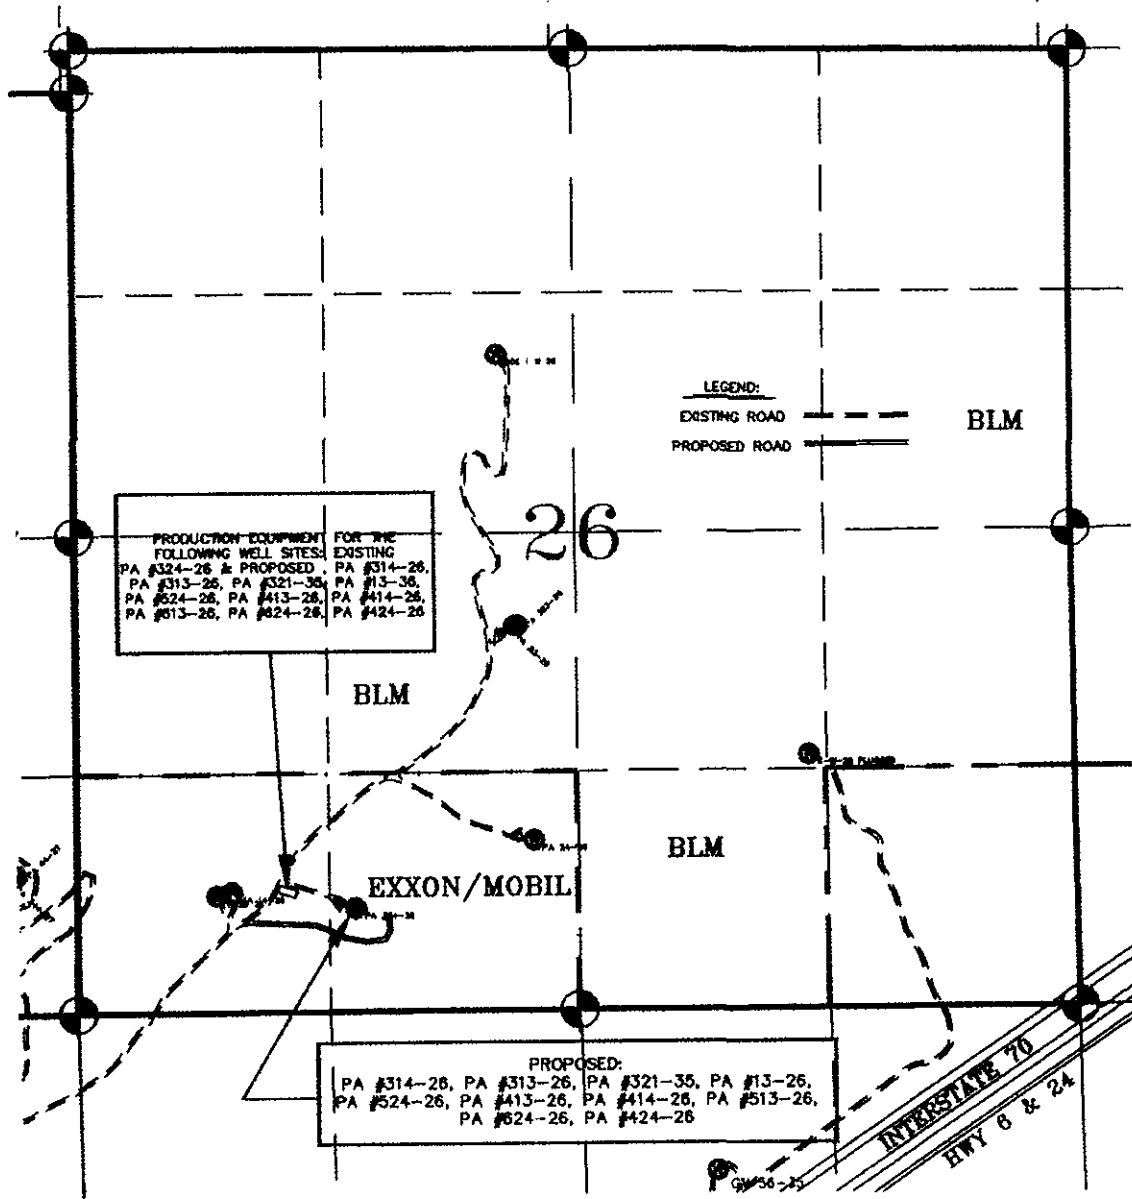 LEGEND:
EXISTING ROAD
PROPOSED ROAD
BLM
26
PRODUCTION EQUIPMENT FOR THE
FOLLOWING WELL SITES: EXISTING
PA #324-26 & PROPOSED, PA #314-26,
PA #313-26, PA #321-35, PA #13-36,
PA #524-26, PA #413-26, PA #414-26,
PA #513-26, PA #624-26, PA #424-26
BLM
BLM
EXXON/MOBIL
PROPOSED:
PA #314-26, PA #313-26, PA #321-35, PA #13-26,
PA #524-26, PA #413-26, PA #414-26, PA #513-26,
PA #624-26, PA #424-26
INTERSTATE 70
HWY 6 & 24